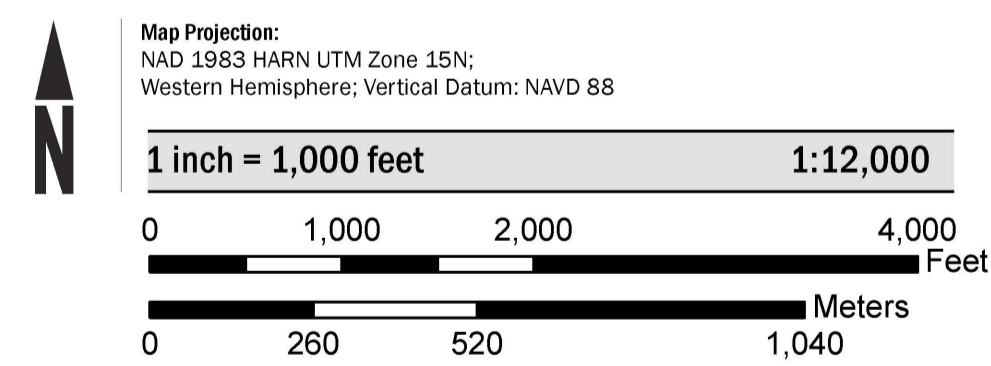 N
Map Projection:
NAD 1983 HARN UTM Zone 15N;
Western Hemisphere; Vertical Datum: NAVD 88
1 inch = 1,000 feet 1:12,000
0 1,000 2,000 4,000
Feet
Meters
0 260 520 1,040